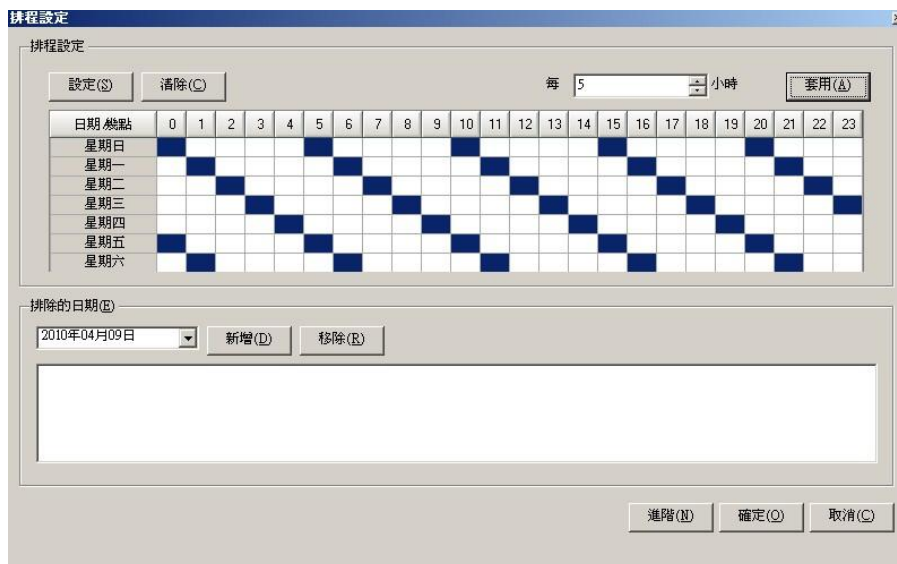 排程設定
排程設定
設定(S) 清除(C) 每 5 小時 套用(A)
日期/幾點 0 1 2 3 4 5 6 7 8 9 10 11 12 13 14 15 16 17 18 19 20 21 22 23
星期日
星期一
星期二
星期三
星期四
星期五
星期六
排除的日期(E)
2010年04月09日 新增(D) 移除(R)
進階(N) 確定(O) 取消(C)